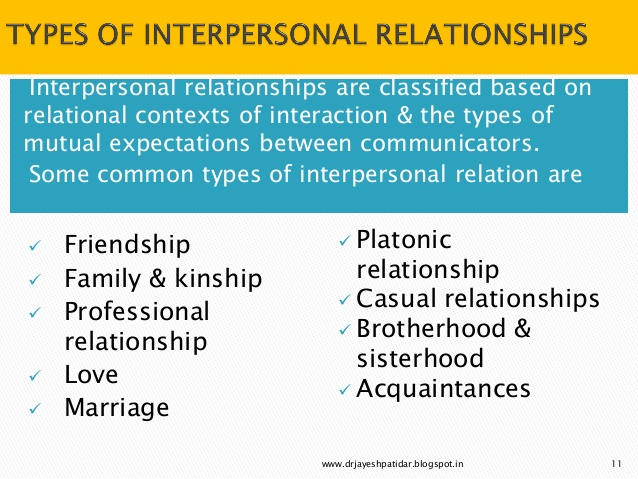 TYPES OF INTERPERSONAL RELATIONSHIPS
Interpersonal relationships are classified based on
relational contexts of interaction & the types of
mutual expectations between communicators.
Some common types of interpersonal relation are
✓ Friendship
✓ Family & kinship
✓ Professional
relationship
✓ Love
✓ Marriage
✓ Platonic
relationship
✓ Casual relationships
✓ Brotherhood &
sisterhood
✓ Acquaintances
www.drjayeshpatidar.blogspot.in
11